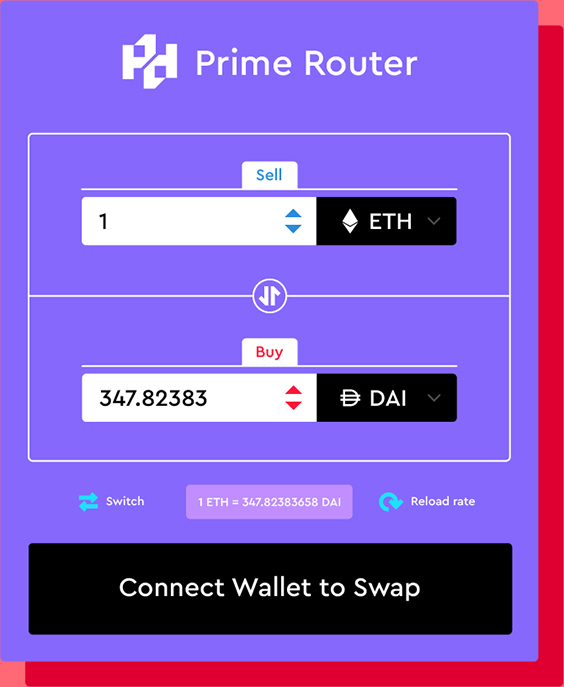 Prime Router
Sell
1
ETH
Buy
347.82383
DAI
Switch
1 ETH = 347.82383658 DAI
Reload rate
Connect Wallet to Swap